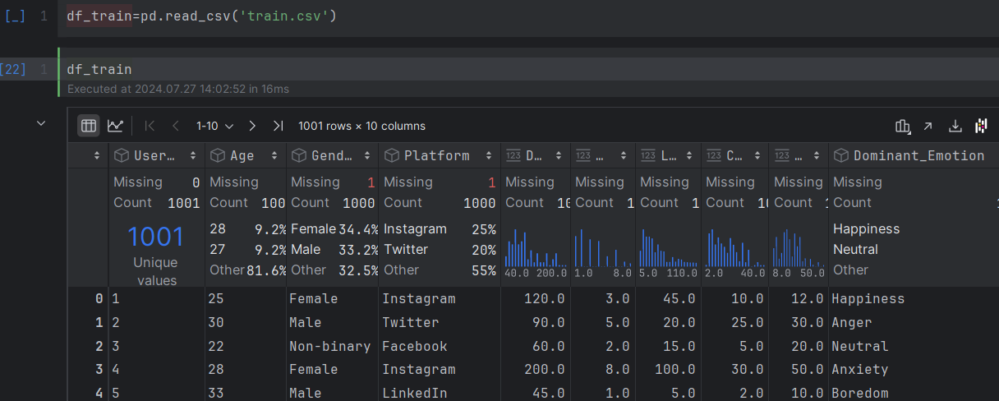 [_] 1 df_train=pd.read_csv('train.csv')
[22] 1 df_train
Executed at 2024.07.27 14:02:52 in 16ms
1-10 1001 rows × 10 columns
User… Age Gend… Platform 123 D… 123 … 123 L… 123 C… 123 … Dominant_Emotion
Missing 0 Missing Missing 1 Missing 1 Missing Missing Missing Missing Missing Missing
Count 1001 Count 100 Count 1000 Count 1000 Count 10 Count 1 Count 1 Count 10 Count 1 Count
1001 28 9.2% Female 34.4% Instagram 25% Happiness
Unique 27 9.2% Male 33.2% Twitter 20% Neutral
values Other 81.6% Other 32.5% Other 55% 40.0 200.0 1.0 8.0 5.0 110.0 2.0 40.0 8.0 50.0 Other
0 1 25 Female Instagram 120.0 3.0 45.0 10.0 12.0 Happiness
1 2 30 Male Twitter 90.0 5.0 20.0 25.0 30.0 Anger
2 3 22 Non-binary Facebook 60.0 2.0 15.0 5.0 20.0 Neutral
3 4 28 Female Instagram 200.0 8.0 100.0 30.0 50.0 Anxiety
4 5 33 Male LinkedIn 45.0 1.0 5.0 2.0 10.0 Boredom